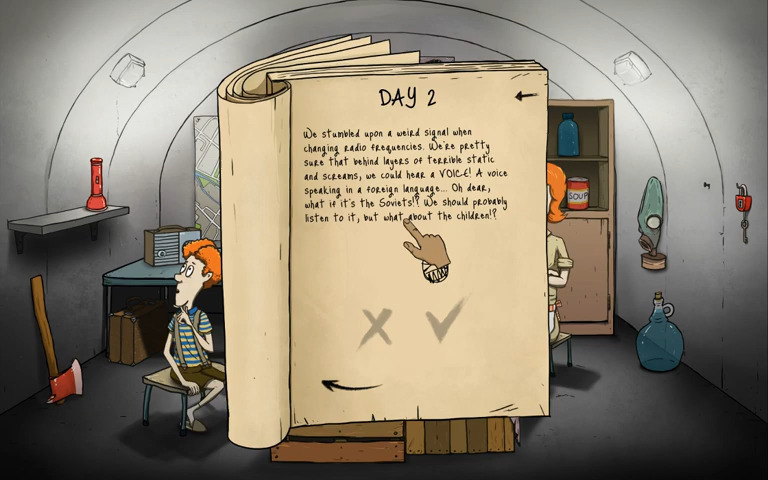 DAY 2
We stumbled upon a weird signal when
changing radio frequencies. We're pretty
sure that behind layers of terrible static
and screams, we could hear a VOICE! A voice
speaking in a foreign language... Oh dear,
what if it's the Soviets!? We should probably
listen to it, but what about the children!?
SOUP